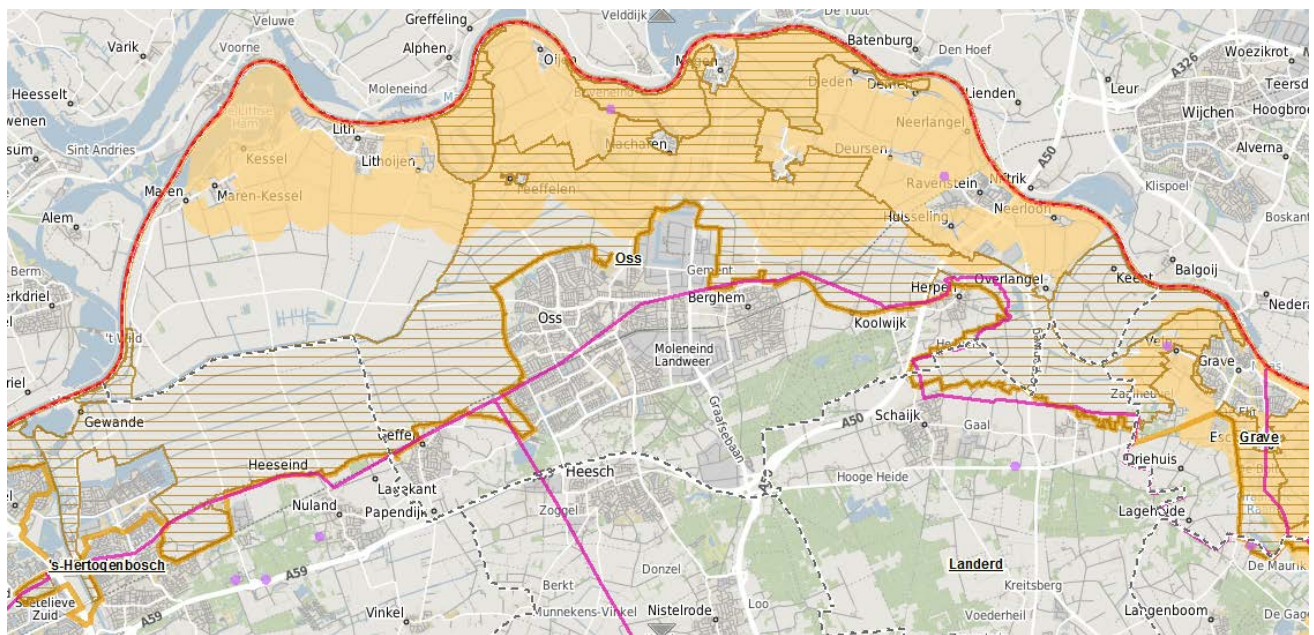 Varik
Veluwe
Voorne
Greffeling
Alphen
Velddijk
De Tuut
Batenburg
Den Hoef
A326
Woezikrot
Teersd
Heesselt
Moleneind
Oijen
Megen
Dieden
Demen
Lienden
Leur
Hoogbroe
wenen
Wijchen
Lith
Neerlangel
sum
Sint Andries
Kessel
Lithoijen
Macharen
Deursen
A50
Alverna
Maren
Maren-Kessel
Teeffelen
Ravenstein
Niftrik
Klispoel
Alem
Huisseling
Neerloon
Boskant
Bern
Oss
Gement
Keent
Balgoij
rkdriel
Berghem
Herpen
Overlangel
Nedera
't Wild
Oss
Koolwijk
Moleneind
Landweer
Grave
riel
Gewande
Graafsebaan
A50
Schaijk
Gaal
Grave
Heeseind
Heesch
Hooge Heide
Driehuis
Nuland
Papendijk
Zoggel
A50
's-Hertogenbosch
A59
Donzel
Landerd
Kreitsberg
De Maurik
Zuid
Berkt
Loo
A59
Vinkel
Munnekens-Vinkel
Nistelrode
Voederheil
Langenboom
De Gage